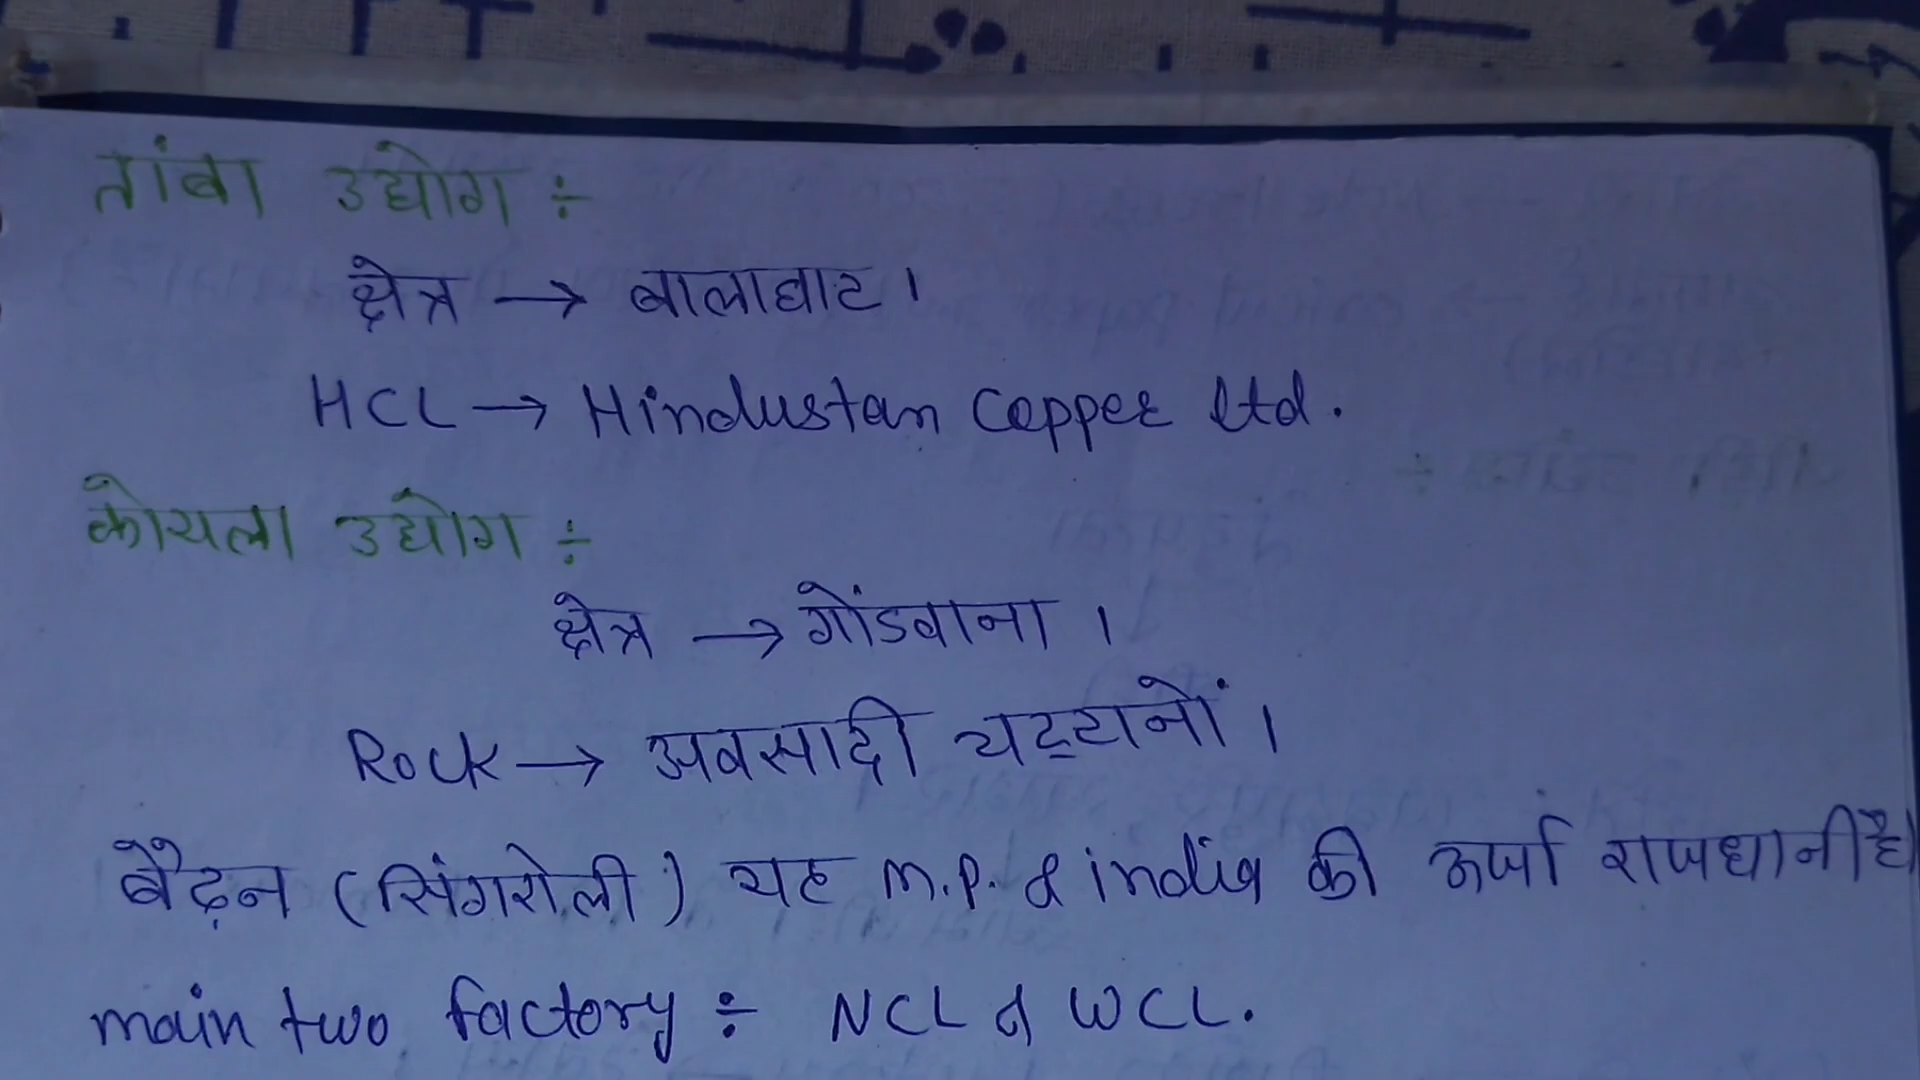 तांबा उद्योग ÷
क्षेत्र → बालाघाट।
HCL → Hindustan Copper ltd.
कोयला उद्योग ÷
क्षेत्र → गोंडवाना ।
Rock → अवसादी चट्टानों ।
बैढ़न (सिंगरोली) यह M.P. & india की ऊर्जा राजधानी है।
main two factory ÷ NCL & WCL.